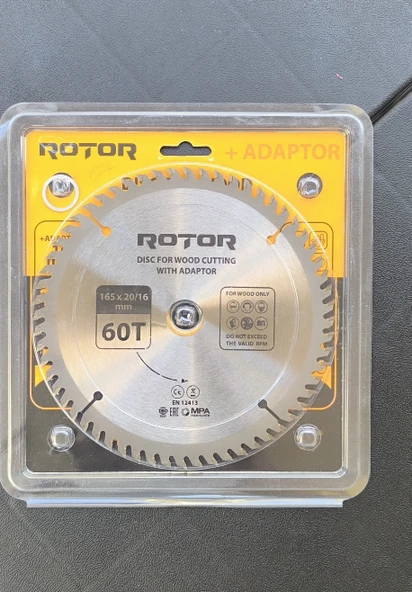 ROTOR
+ ADAPTOR
ROTOR
DISC FOR WOOD CUTTING
WITH ADAPTOR
165 x 20/16
mm
60T
FOR WOOD ONLY
DO NOT EXCEED
THE VALID RPM
EN 12413
EAC MPA